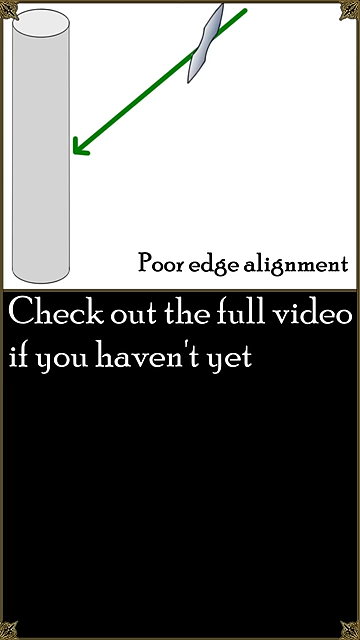 Poor edge alignment
Check out the full video
if you haven't yet